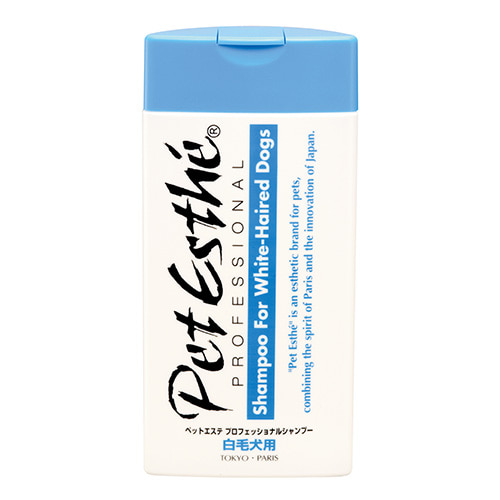 Pet Esthé®
PROFESSIONAL
Shampoo For White-Haired Dogs
"Pet Esthé" is an esthetic brand for pets,
combining the spirit of Paris and the innovation of Japan.
ペットエステ プロフェッショナルシャンプー
白毛犬用
TOKYO・PARIS